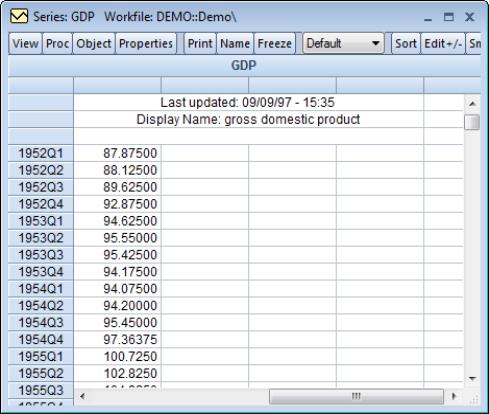 Series: GDP Workfile: DEMO::Demo\
View Proc Object Properties Print Name Freeze Default Sort Edit+/-
GDP
Last updated: 09/09/97 - 15:35
Display Name: gross domestic product
1952Q1 87.87500
1952Q2 88.12500
1952Q3 89.62500
1952Q4 92.87500
1953Q1 94.62500
1953Q2 95.55000
1953Q3 95.42500
1953Q4 94.17500
1954Q1 94.07500
1954Q2 94.20000
1954Q3 95.45000
1954Q4 97.36375
1955Q1 100.7250
1955Q2 102.8250
1955Q3